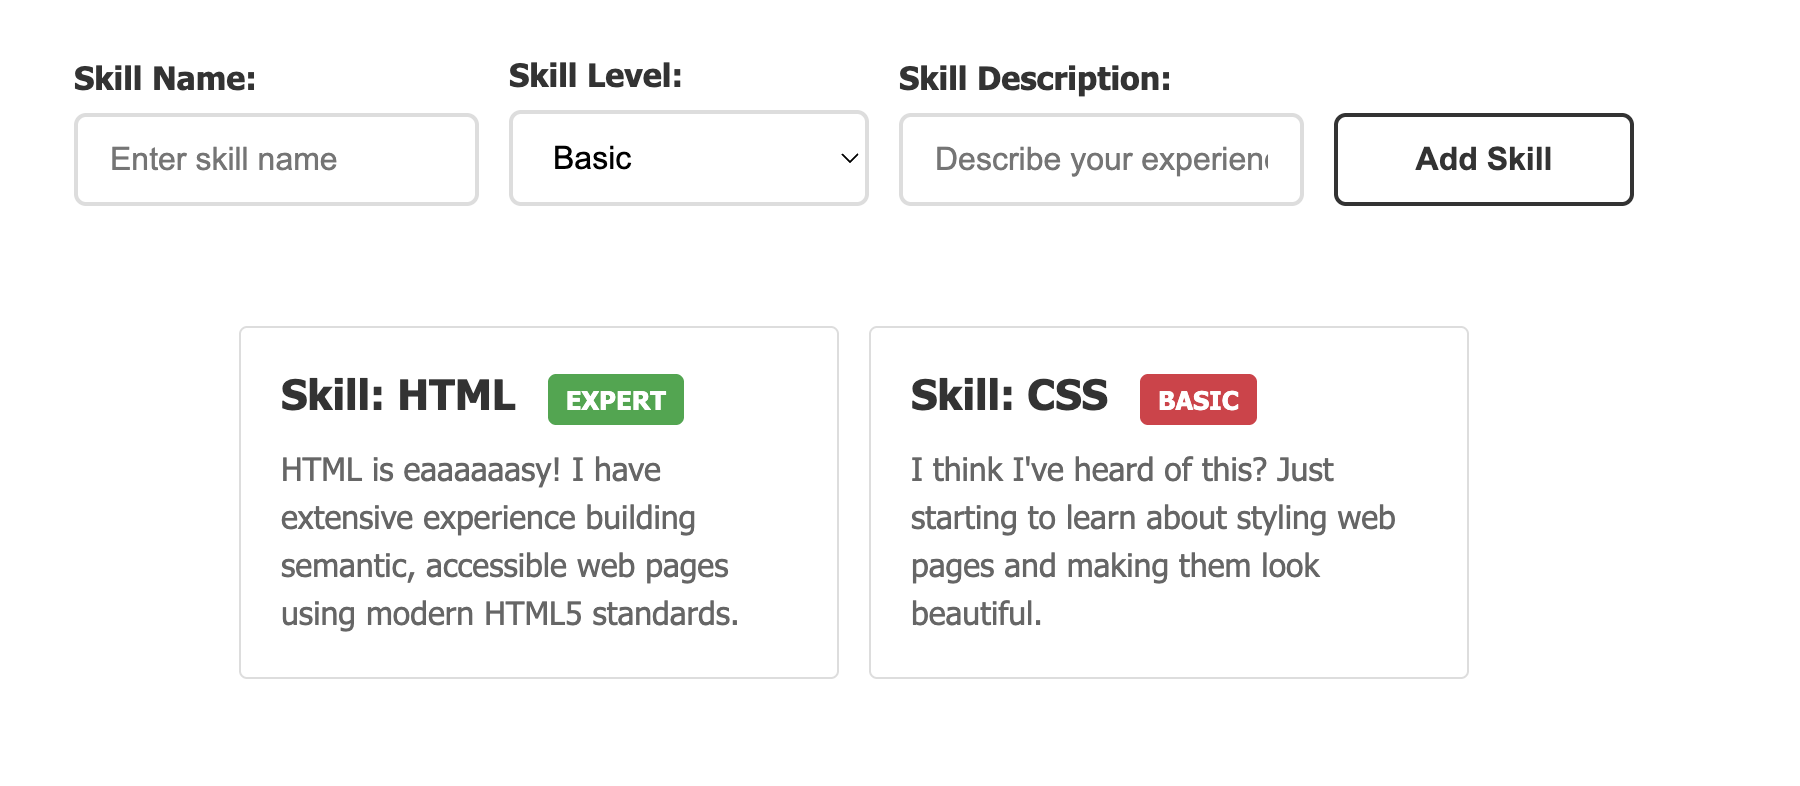 Skill Name:
Skill Level:
Skill Description:
Enter skill name
Basic
Describe your experien
Add Skill
Skill: HTML EXPERT
HTML is eaaaaaasy! I have
extensive experience building
semantic, accessible web pages
using modern HTML5 standards.
Skill: CSS BASIC
I think I've heard of this? Just
starting to learn about styling web
pages and making them look
beautiful.